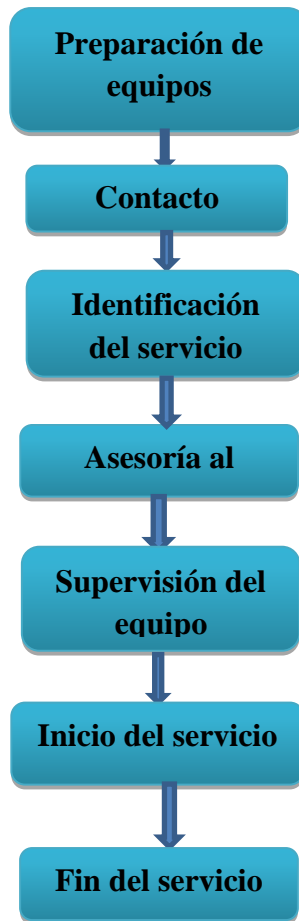 Preparación de
equipos
Contacto
Identificación
del servicio
Asesoría al
Supervisión del
equipo
Inicio del servicio
Fin del servicio